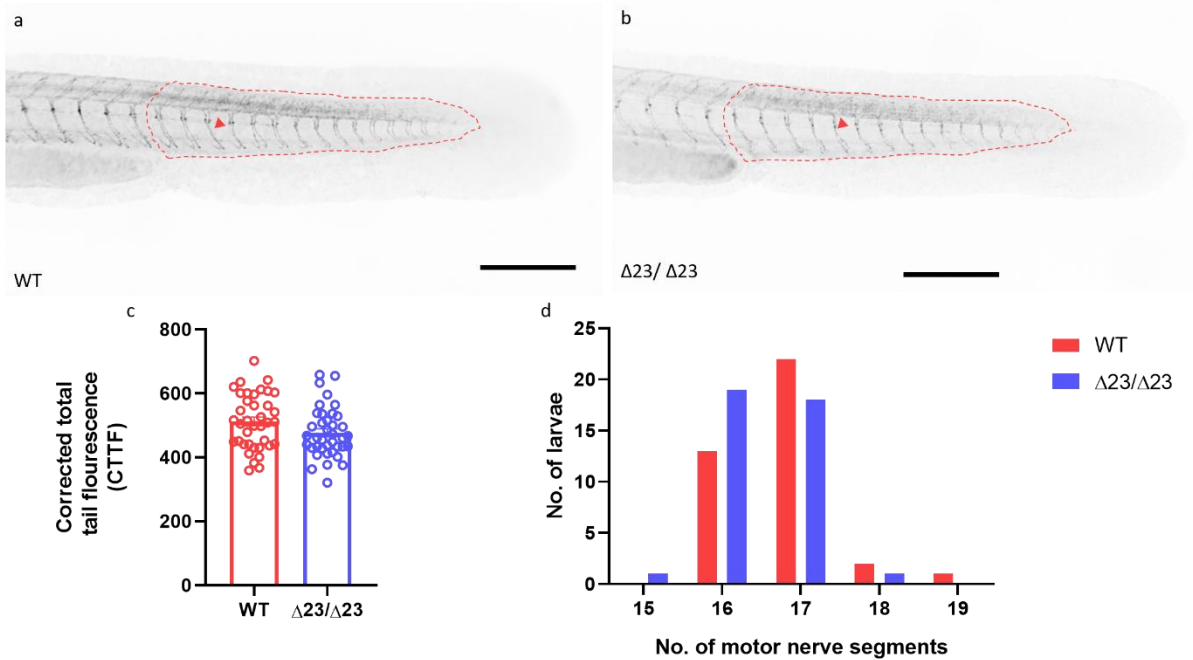 a
b
WT
Δ23/ Δ23
c
d
Corrected total
tail flourescence
(CTTF)
800
600
400
200
0
WT Δ23/Δ23
No. of larvae
25
20
15
10
5
0
15 16 17 18 19
No. of motor nerve segments
WT
Δ23/Δ23